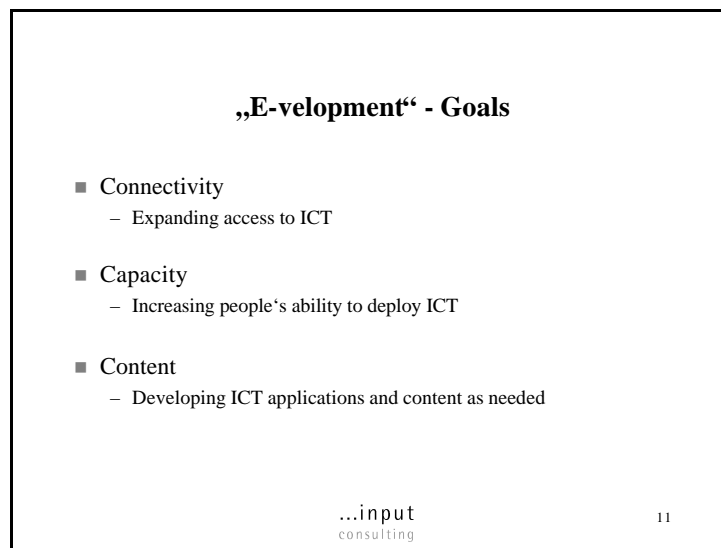 „E-velopment“ - Goals
■ Connectivity
– Expanding access to ICT
■ Capacity
– Increasing people‘s ability to deploy ICT
■ Content
– Developing ICT applications and content as needed
...input
consulting
11